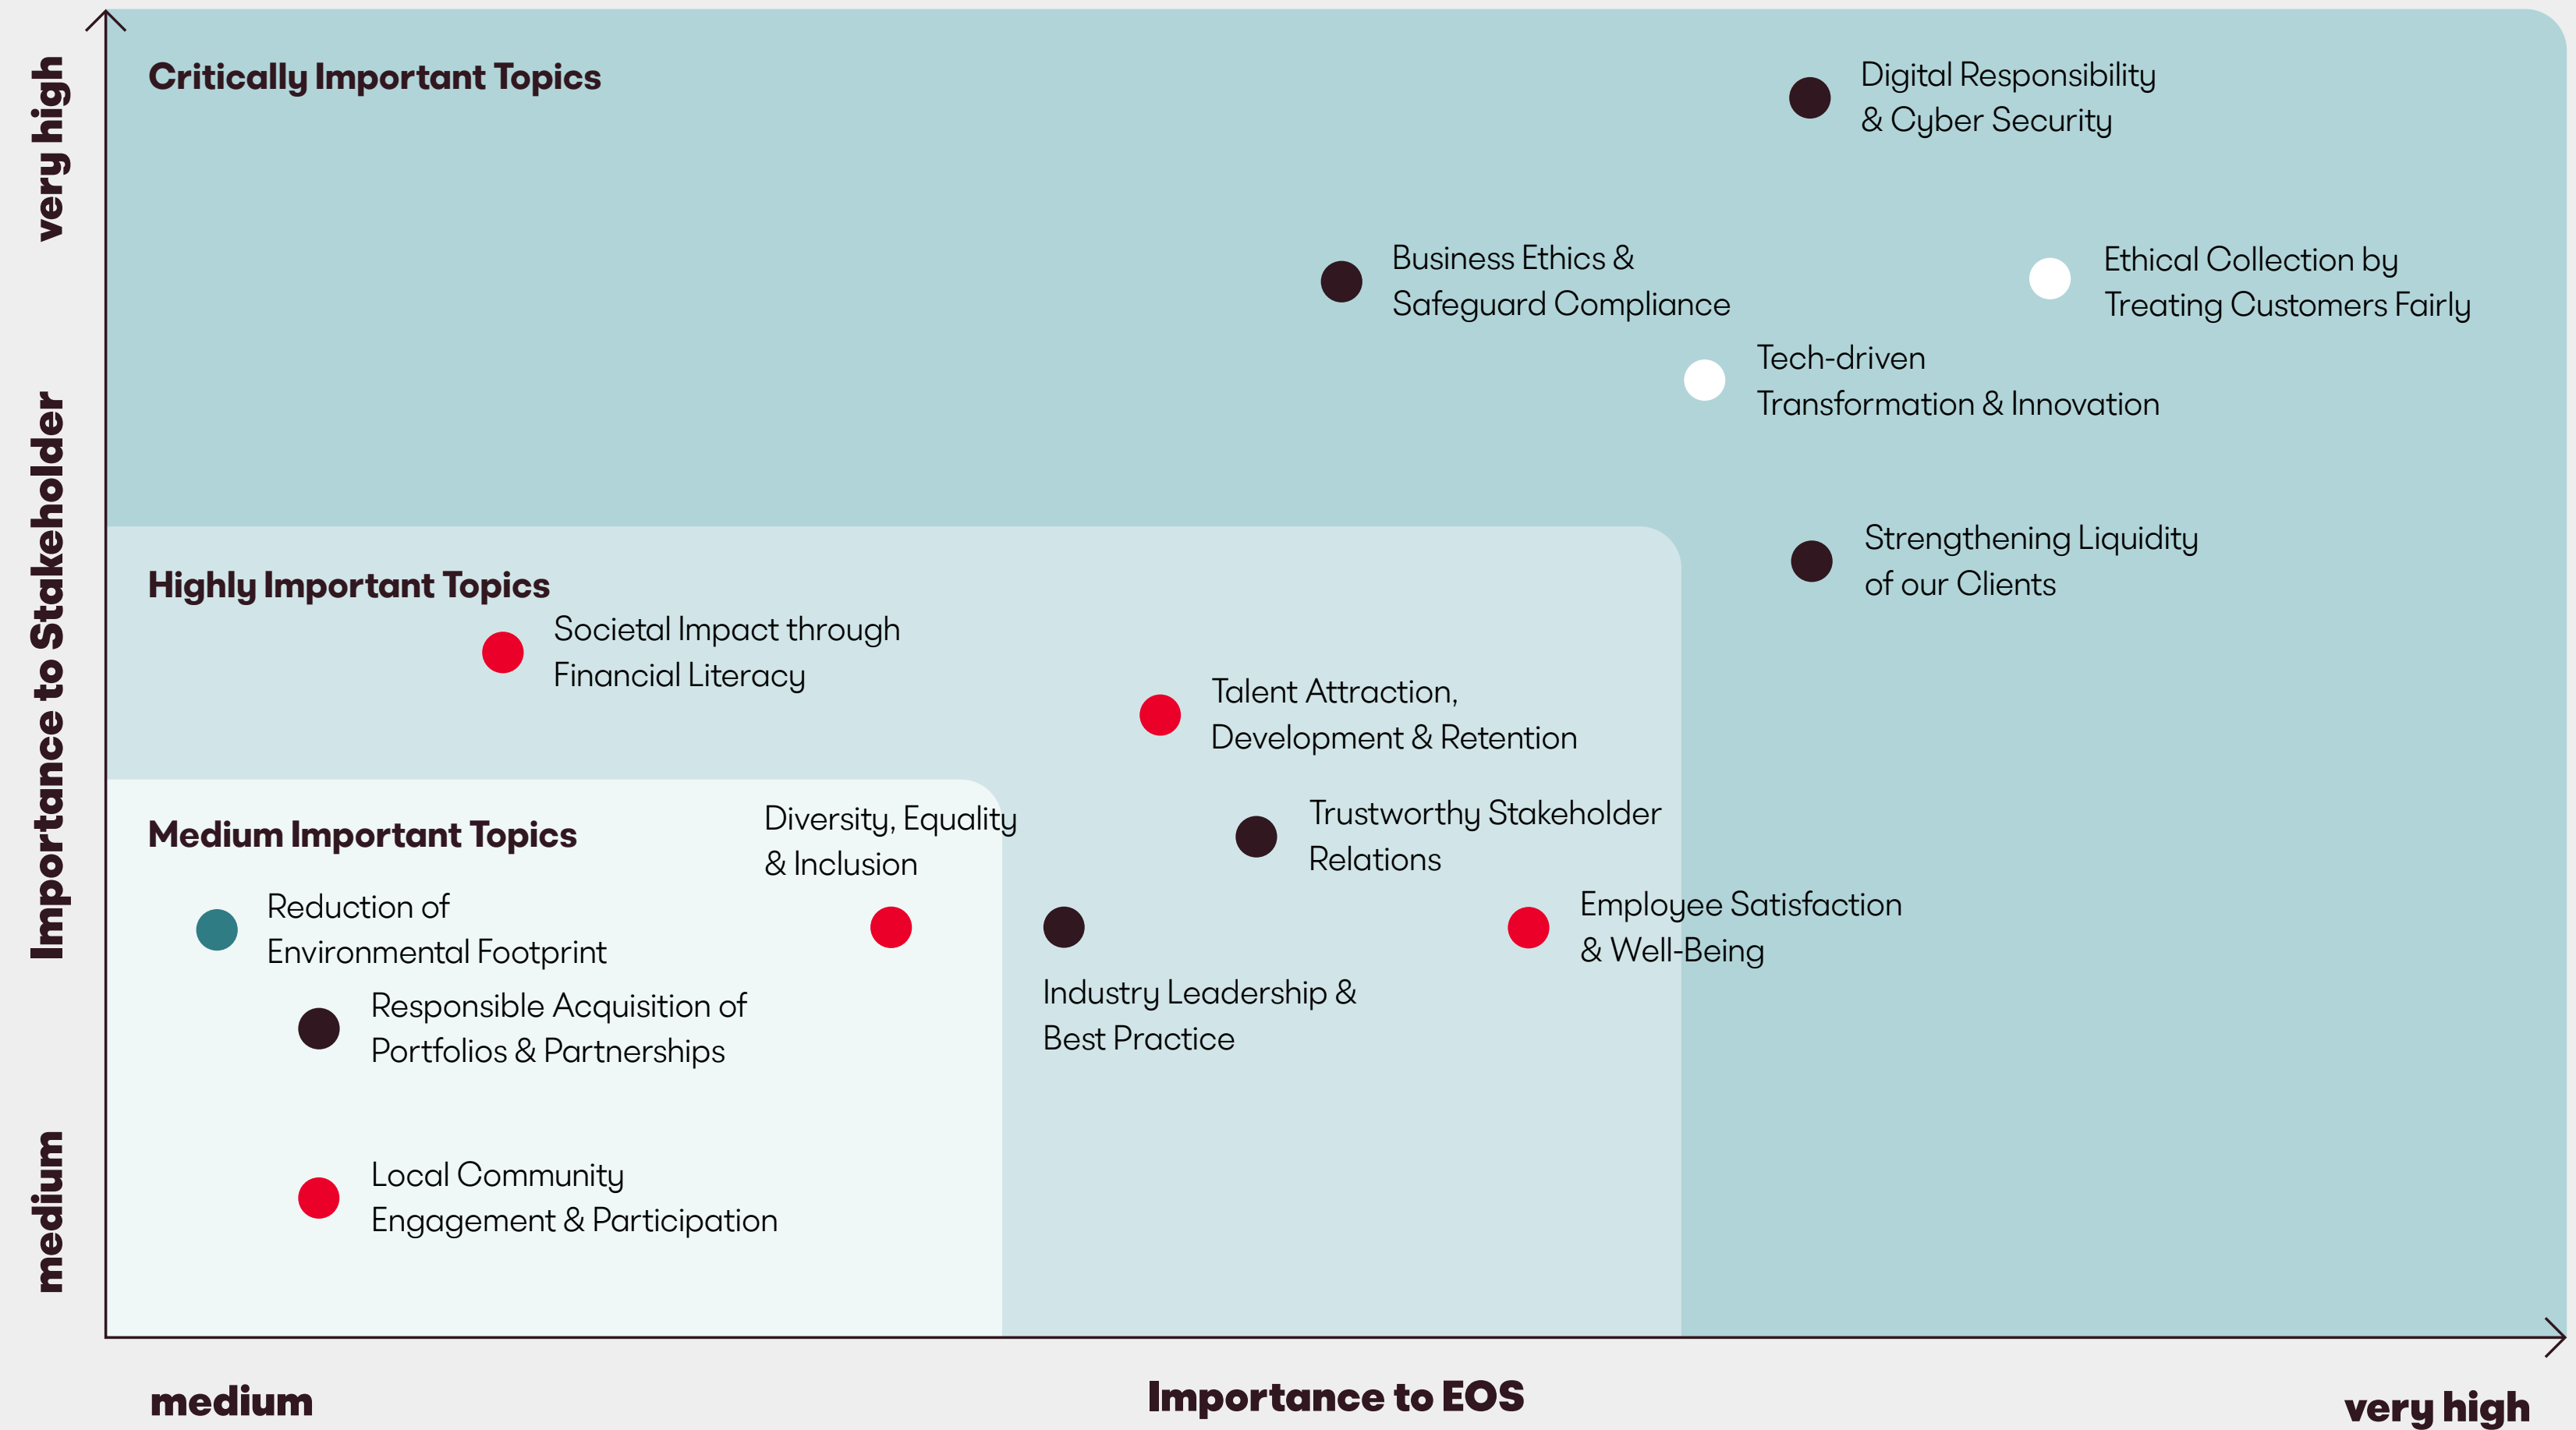 very high
Importance to Stakeholder
medium
Critically Important Topics
Digital Responsibility
& Cyber Security
Business Ethics &
Safeguard Compliance
Ethical Collection by
Treating Customers Fairly
Tech-driven
Transformation & Innovation
Strengthening Liquidity
of our Clients
Highly Important Topics
Societal Impact through
Financial Literacy
Talent Attraction,
Development & Retention
Trustworthy Stakeholder
Relations
Employee Satisfaction
& Well-Being
Industry Leadership &
Best Practice
Medium Important Topics
Diversity, Equality
& Inclusion
Reduction of
Environmental Footprint
Responsible Acquisition of
Portfolios & Partnerships
Local Community
Engagement & Participation
medium
Importance to EOS
very high